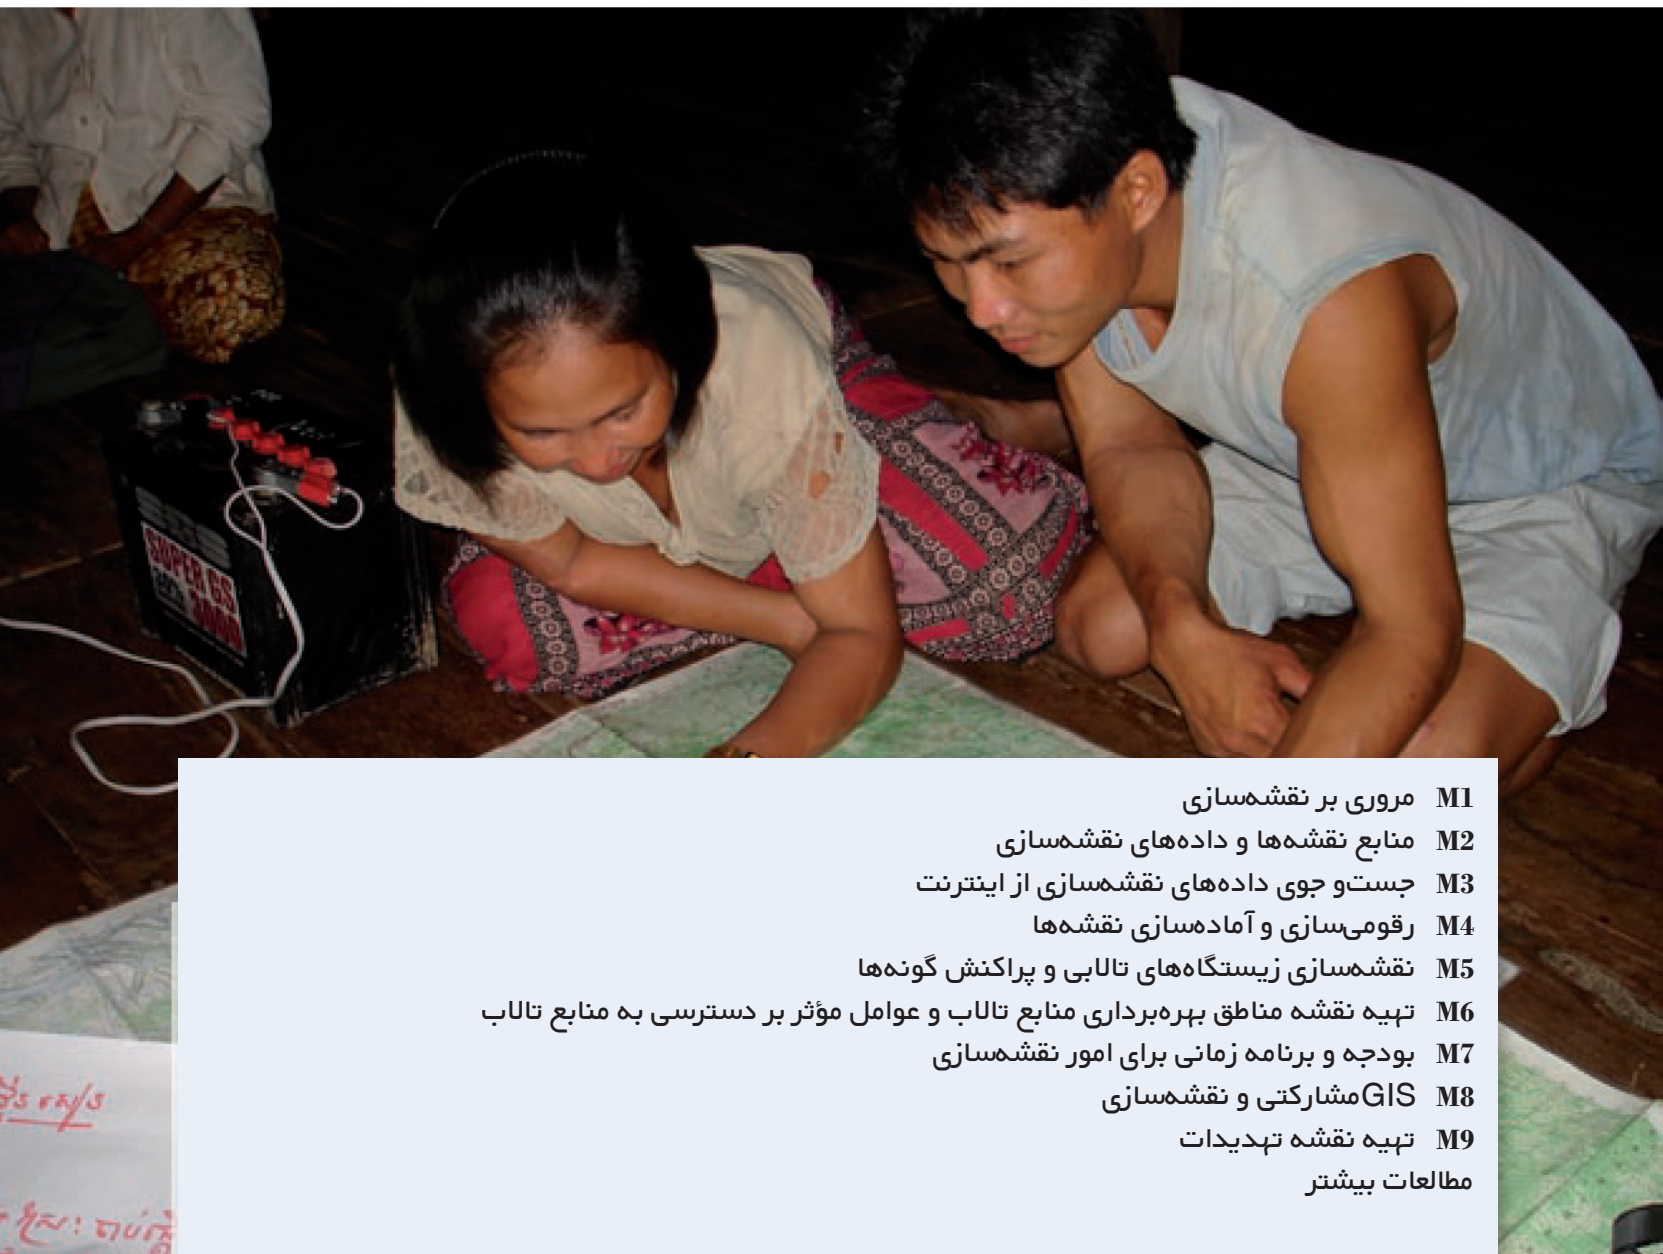 SUPER GS
3000
M1 مروری بر نقشه‌سازی
M2 منابع نقشه‌ها و داده‌های نقشه‌سازی
M3 جست‌و جوی داده‌های نقشه‌سازی از اینترنت
M4 رقومی‌سازی و آماده‌سازی نقشه‌ها
M5 نقشه‌سازی زیستگاه‌های تالابی و پراکنش گونه‌ها
M6 تهیه نقشه مناطق بهره‌برداری منابع تالاب و عوامل مؤثر بر دسترسی به منابع تالاب
M7 بودجه و برنامه زمانی برای امور نقشه‌سازی
M8 GISمشارکتی و نقشه‌سازی
M9 تهیه نقشه تهدیدات
مطالعات بیشتر